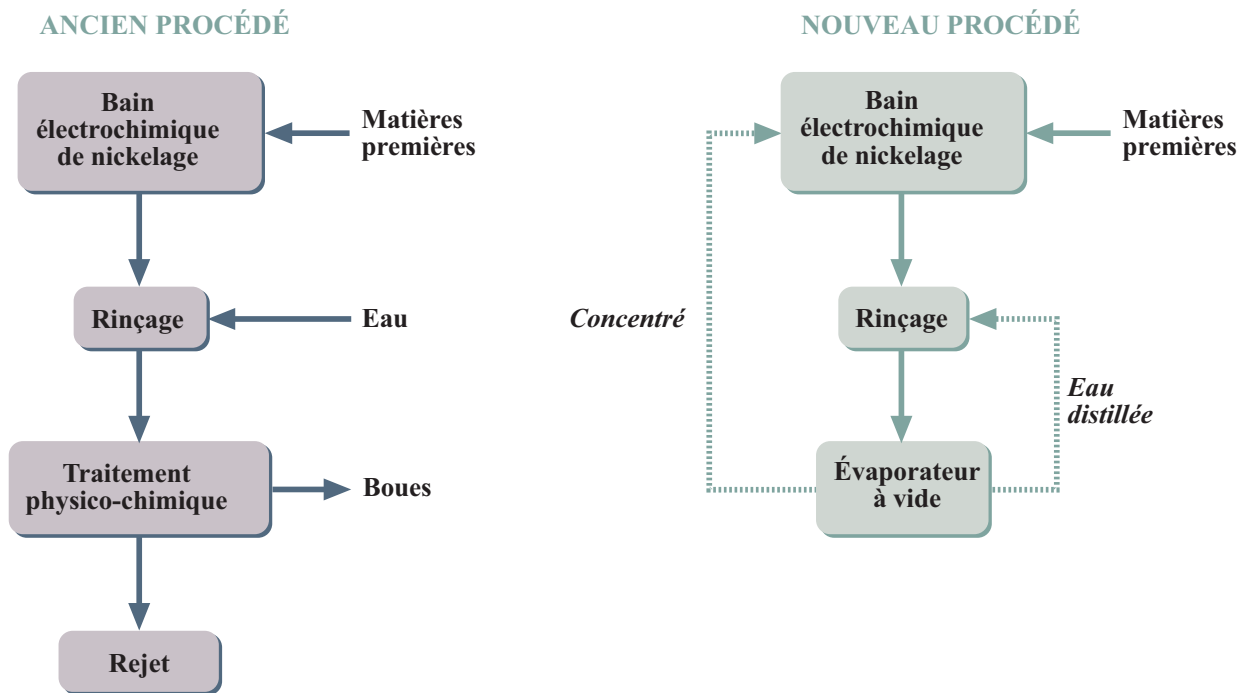 ANCIEN PROCÉDÉ
Bain
électrochimique
de nickelage
Matières
premières
Rinçage
Eau
Traitement
physico-chimique
Boues
Rejet
NOUVEAU PROCÉDÉ
Bain
électrochimique
de nickelage
Matières
premières
Concentré
Rinçage
Eau
distillée
Évaporateur
à vide